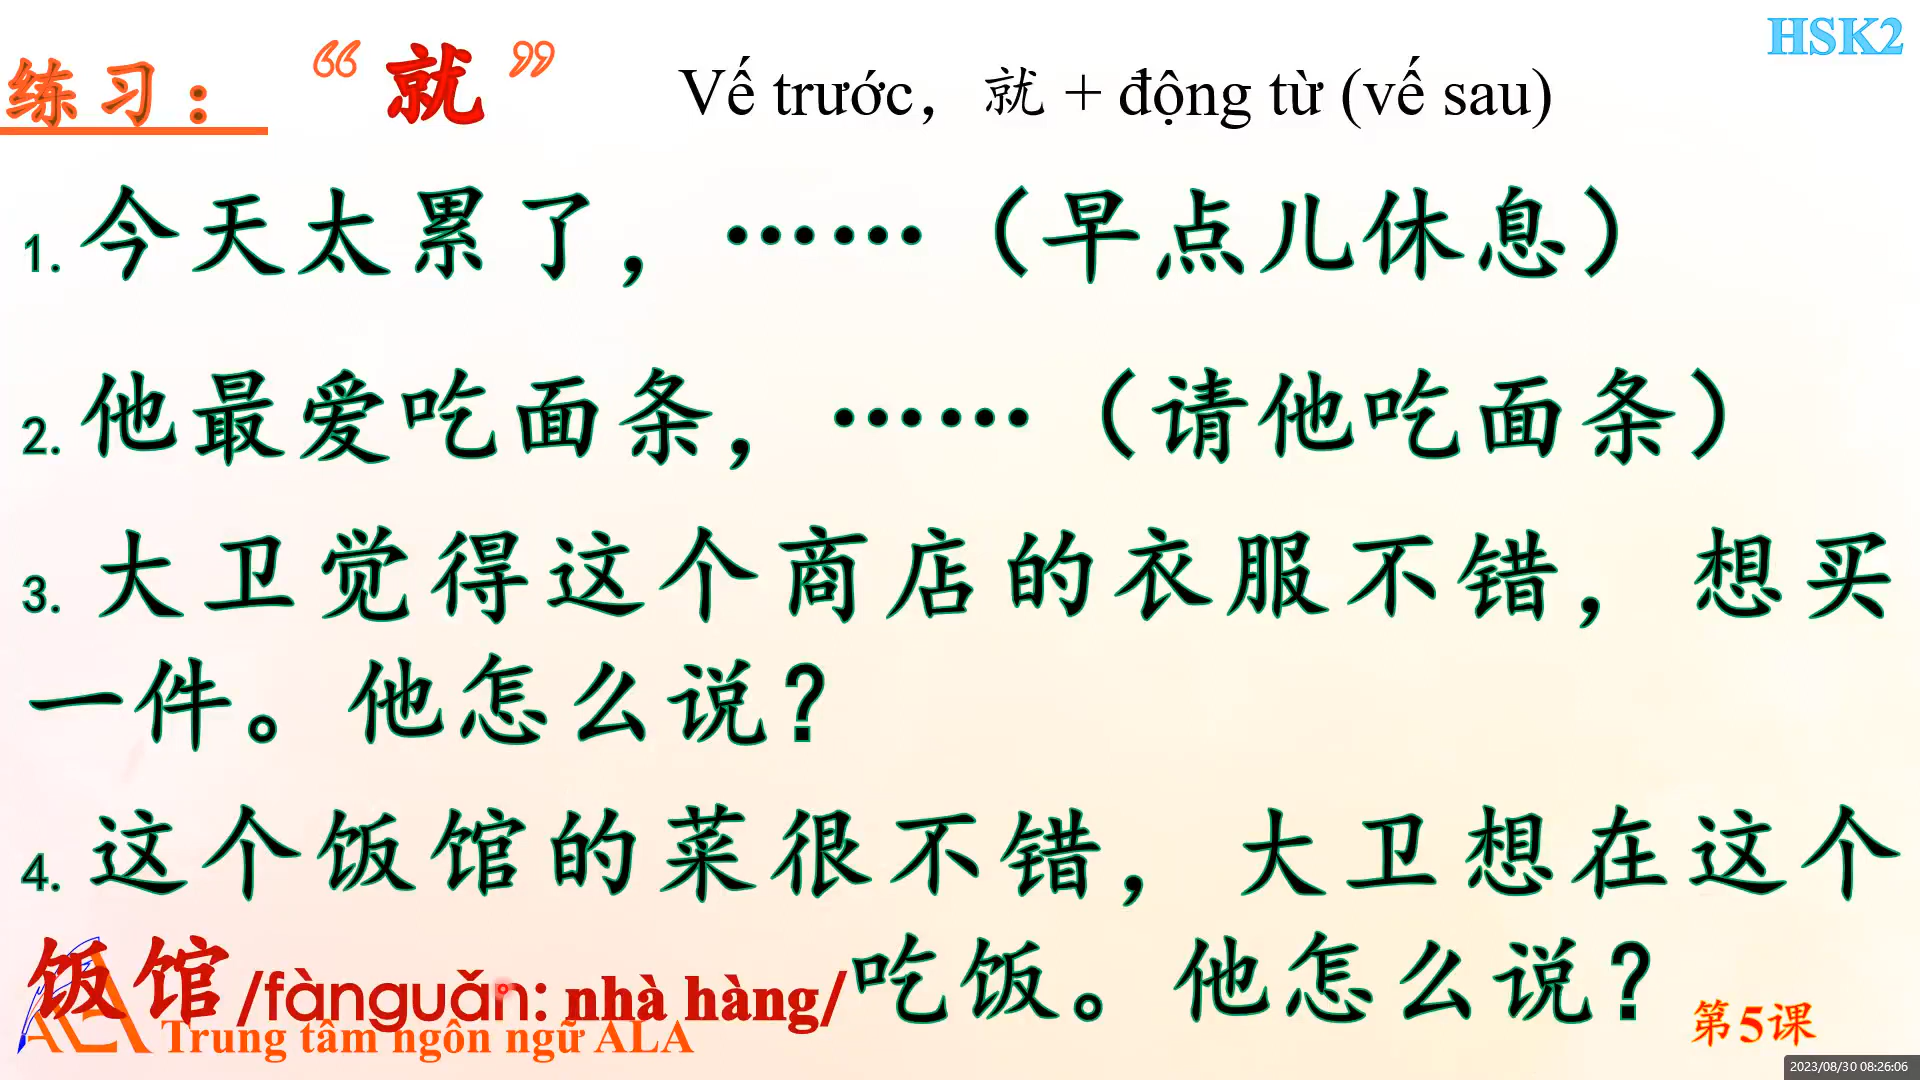 HSK2
练习： “就” Vế trước，就 + động từ (vế sau)
1. 今天太累了，……（早点儿休息）
2. 他最爱吃面条，……（请他吃面条）
3. 大卫觉得这个商店的衣服不错，想买
一件。他怎么说？
4. 这个饭馆的菜很不错，大卫想在这个
饭馆/fànguǎn: nhà hàng/吃饭。他怎么说？
ALA Trung tâm ngôn ngữ ALA
第5课
2023/08/30 08:26:06